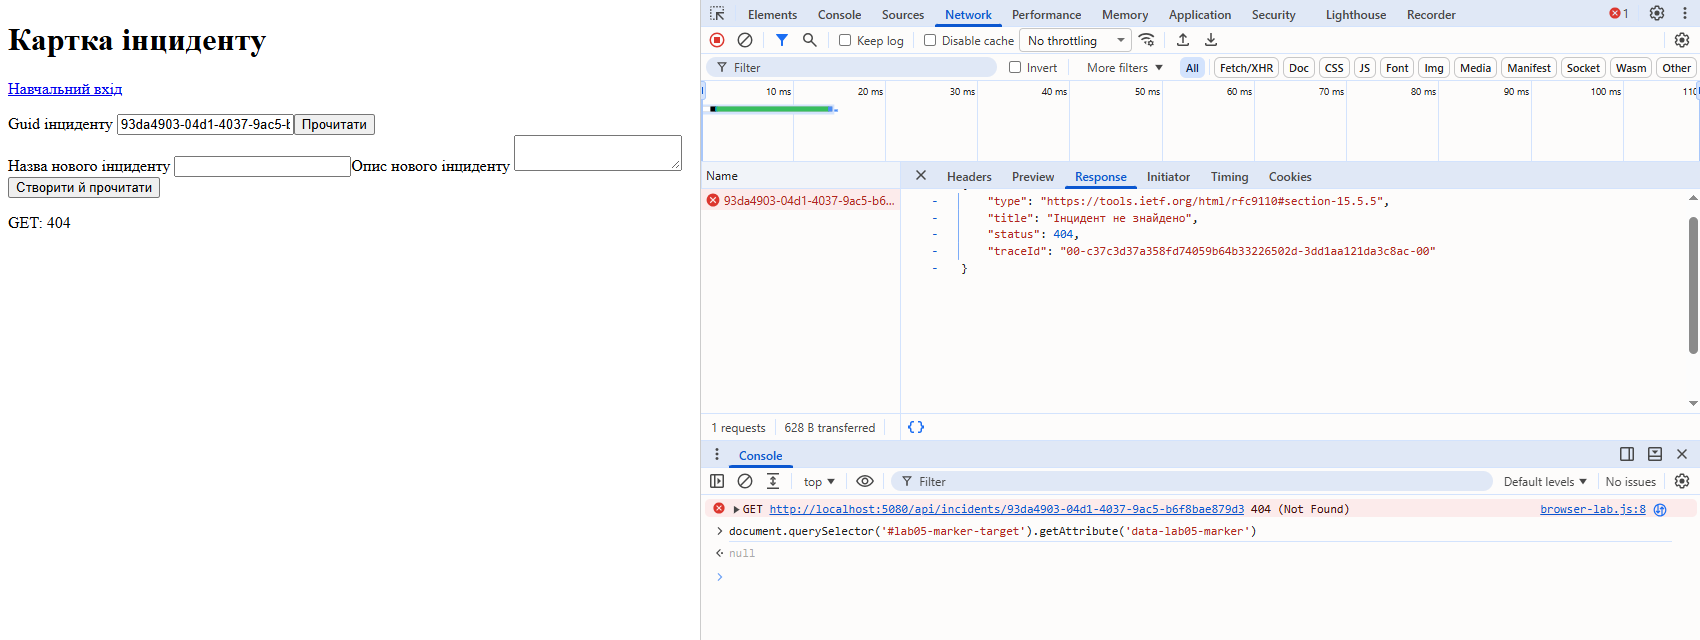 Картка інциденту
Навчальний вхід
Guid інциденту 93da4903-04d1-4037-9ac5-b Прочитати
Назва нового інциденту Опис нового інциденту
Створити й прочитати
GET: 404
Elements Console Sources Network Performance Memory Application Security Lighthouse Recorder 1
Keep log Disable cache No throttling
Filter Invert More filters All Fetch/XHR Doc CSS JS Font Img Media Manifest Socket Wasm Other
10 ms 20 ms 30 ms 40 ms 50 ms 60 ms 70 ms 80 ms 90 ms 100 ms 110
Name
93da4903-04d1-4037-9ac5-b6...
1 requests 628 B transferred
Headers Preview Response Initiator Timing Cookies
- "type": "https://tools.ietf.org/html/rfc9110#section-15.5.5",
- "title": "Інцидент не знайдено",
- "status": 404,
- "traceId": "00-c37c3d37a358fd74059b64b33226502d-3dd1aa121da3c8ac-00"
- }
{}
Console
top Filter Default levels No issues
GET http://localhost:5080/api/incidents/93da4903-04d1-4037-9ac5-b6f8bae879d3 404 (Not Found) browser-lab.js:8
> document.querySelector('#lab05-marker-target').getAttribute('data-lab05-marker')
null
>